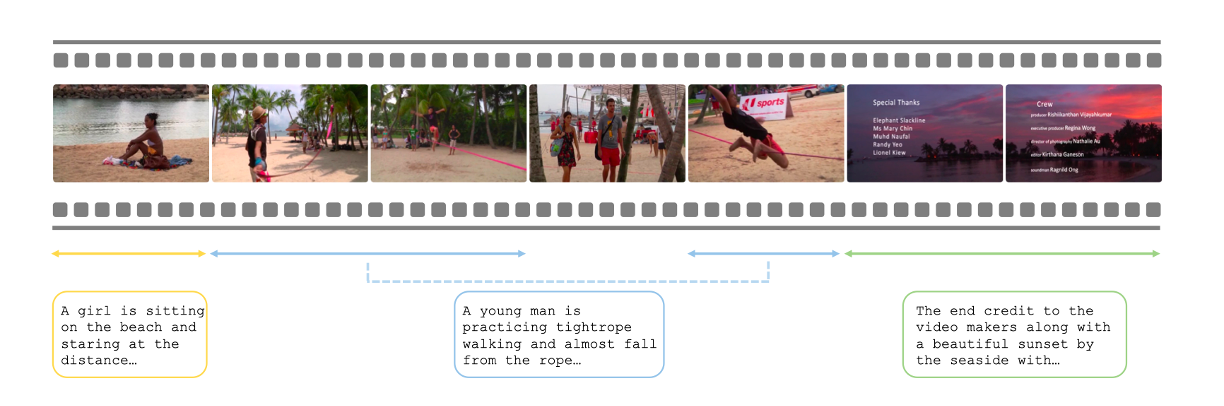 sports
Special Thanks
Elephant Slackline
Ms Mary Chin
Muhd Naufal
Randy Yeo
Lionel Kiew
Crew
producer Kishiikanthan Vijayahkumar
executive producer Regina Wong
director of photography Nathalie Au
editor Kirthana Ganeson
soundman Ragnild Ong
A girl is sitting
on the beach and
staring at the
distance…
A young man is
practicing tightrope
walking and almost fall
from the rope…
The end credit to the
video makers along with
a beautiful sunset by
the seaside with…